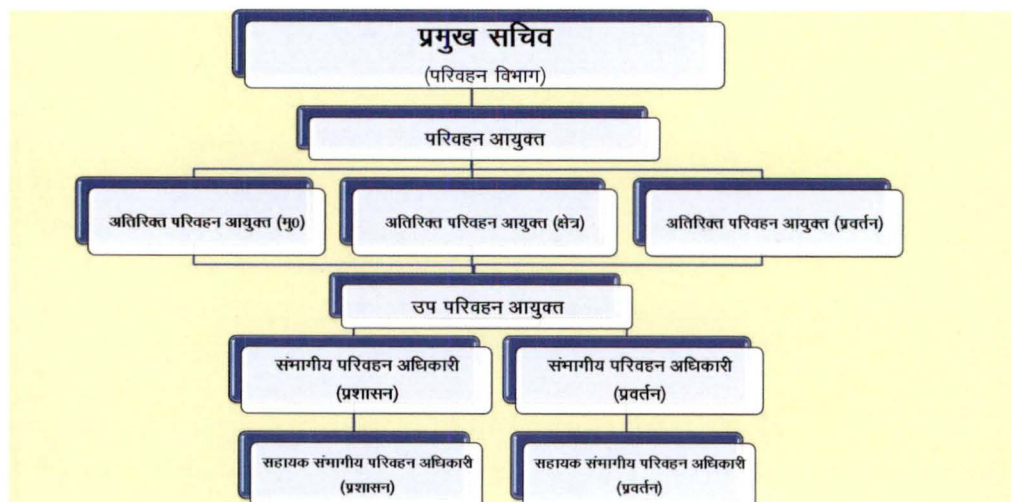 प्रमुख सचिव
(परिवहन विभाग)
परिवहन आयुक्त
अतिरिक्त परिवहन आयुक्त (मु0)
अतिरिक्त परिवहन आयुक्त (क्षेत्र)
अतिरिक्त परिवहन आयुक्त (प्रवर्तन)
उप परिवहन आयुक्त
संभागीय परिवहन अधिकारी
(प्रशासन)
संभागीय परिवहन अधिकारी
(प्रवर्तन)
सहायक संभागीय परिवहन अधिकारी
(प्रशासन)
सहायक संभागीय परिवहन अधिकारी
(प्रवर्तन)